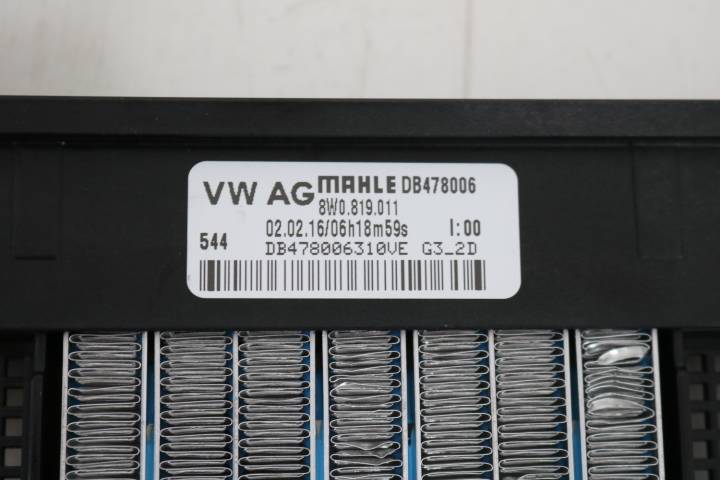 VW AG MAHLE DB478006
8W0.819.011
02.02.16/06h18m59s I:00
544
DB478006310VE G3_2D